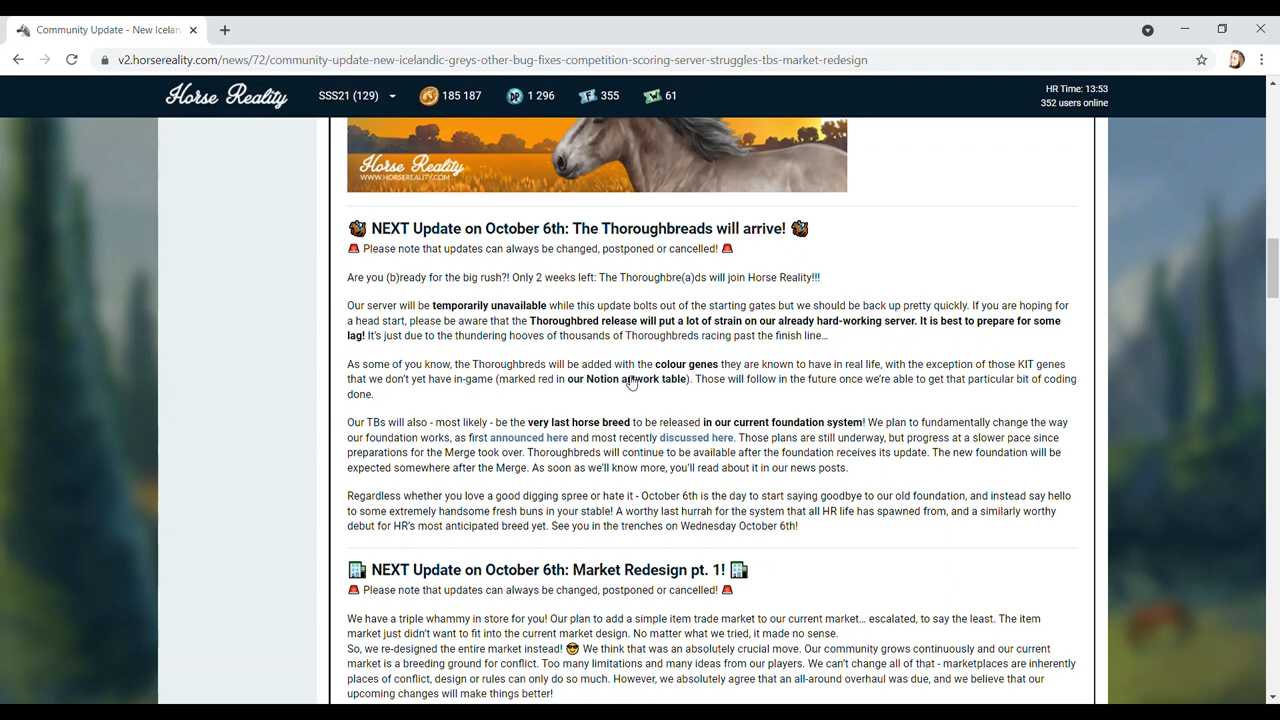 Community Update - New Icelan
v2.horsereality.com/news/72/community-update-new-icelandic-greys-other-bug-fixes-competition-scoring-server-struggles-tbs-market-redesign
Horse Reality
SSS21 (129)
185 187
DP
1 296
355
61
HR Time: 13:53
352 users online
Horse Reality
WWW.HORSEREALITY.COM
NEXT Update on October 6th: The Thoroughbreds will arrive!
Please note that updates can always be changed, postponed or cancelled!
Are you (b)ready for the big rush?! Only 2 weeks left: The Thoroughbre(a)ds will join Horse Reality!!!
Our server will be temporarily unavailable while this update bolts out of the starting gates but we should be back up pretty quickly. If you are hoping for
a head start, please be aware that the Thoroughbred release will put a lot of strain on our already hard-working server. It is best to prepare for some
lag! It's just due to the thundering hooves of thousands of Thoroughbreds racing past the finish line...
As some of you know, the Thoroughbreds will be added with the colour genes they are known to have in real life, with the exception of those KIT genes
that we don't yet have in-game (marked red in our Notion artwork table). Those will follow in the future once we're able to get that particular bit of coding
done.
Our TBs will also - most likely - be the very last horse breed to be released in our current foundation system! We plan to fundamentally change the way
our foundation works, as first announced here and most recently discussed here. Those plans are still underway, but progress at a slower pace since
preparations for the Merge took over. Thoroughbreds will continue to be available after the foundation receives its update. The new foundation will be
expected somewhere after the Merge. As soon as we'll know more, you'll read about it in our news posts.
Regardless whether you love a good digging spree or hate it - October 6th is the day to start saying goodbye to our old foundation, and instead say hello
to some extremely handsome fresh buns in your stable! A worthy last hurrah for the system that all HR life has spawned from, and a similarly worthy
debut for HR's most anticipated breed yet. See you in the trenches on Wednesday October 6th!
NEXT Update on October 6th: Market Redesign pt. 1!
Please note that updates can always be changed, postponed or cancelled!
We have a triple whammy in store for you! Our plan to add a simple item trade market to our current market... escalated, to say the least. The item
market just didn't want to fit into the current market design. No matter what we tried, it made no sense.
So, we re-designed the entire market instead! 😎 We think that was an absolutely crucial move. Our community grows continuously and our current
market is a breeding ground for conflict. Too many limitations and many ideas from our players. We can't change all of that - marketplaces are inherently
places of conflict, design or rules can only do so much. However, we absolutely agree that an all-around overhaul was due, and we believe that our
upcoming changes will make things better!